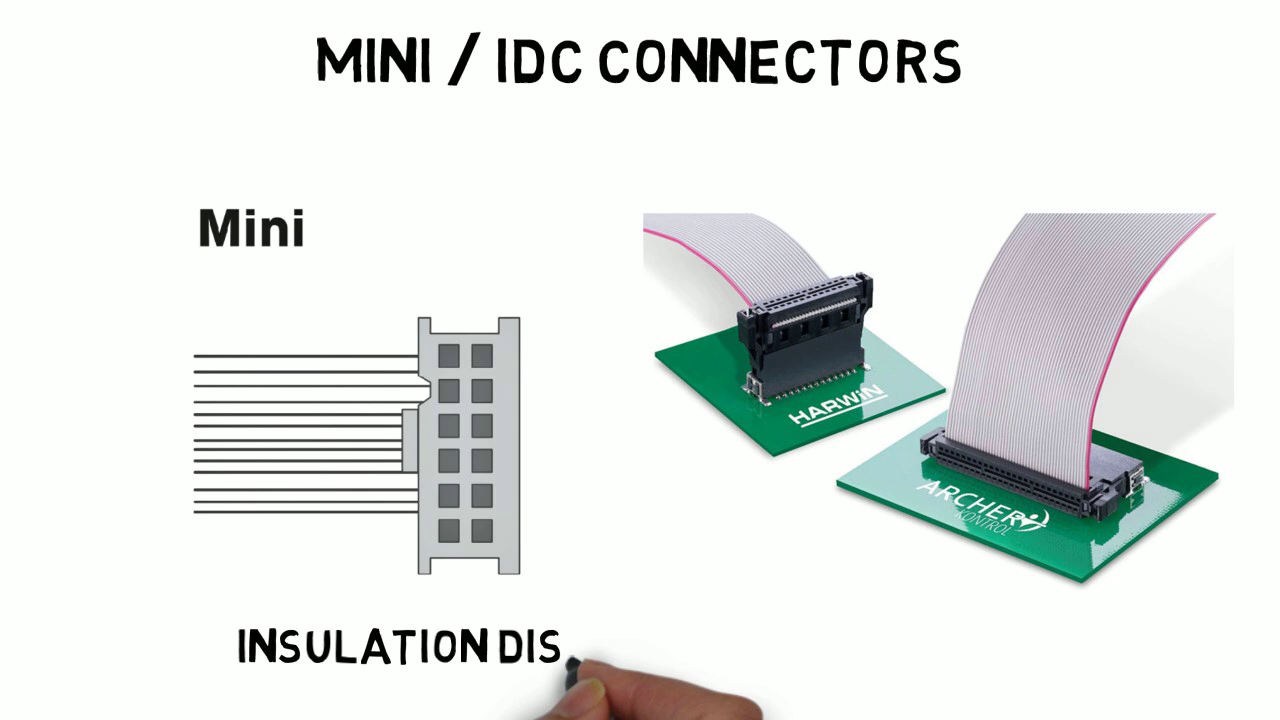 MINI / IDC CONNECTORS
Mini
HARWiN
ARCHER
KONTROL
INSULATION DIS